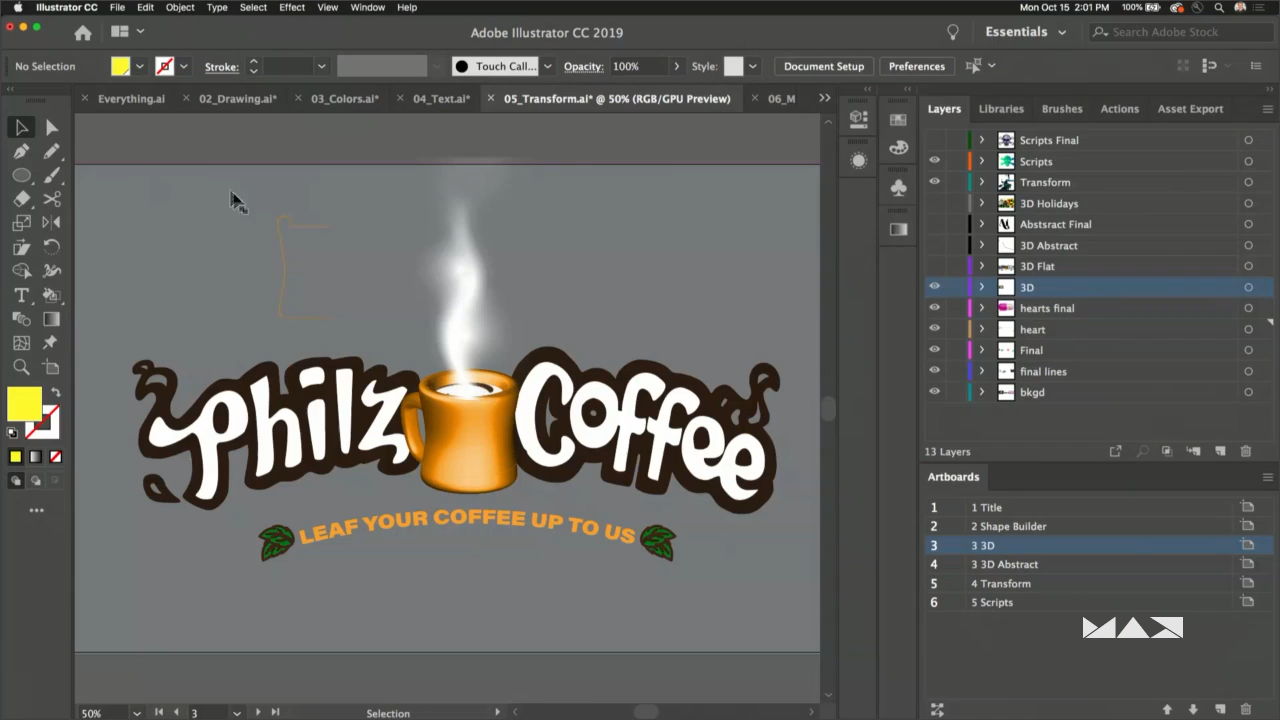 Illustrator CC File Edit Object Type Select Effect View Window Help Mon Oct 15 2:01 PM 100%
Adobe Illustrator CC 2019 Essentials Search Adobe Stock
No Selection Stroke: Touch Call... Opacity: 100% Style: Document Setup Preferences
Everything.ai 02_Drawing.ai* 03_Colors.ai* 04_Text.ai* 05_Transform.ai* @ 50% (RGB/GPU Preview) 06_M
Layers Libraries Brushes Actions Asset Export
Scripts Final
Scripts
Transform
3D Holidays
Abstsract Final
3D Abstract
3D Flat
3D
hearts final
heart
Final
final lines
bkgd
13 Layers
Philz Coffee
LEAF YOUR COFFEE UP TO US
Artboards
1 1 Title
2 2 Shape Builder
3 3 3D
4 3 3D Abstract
5 4 Transform
6 5 Scripts
MAX
50% 3 Selection